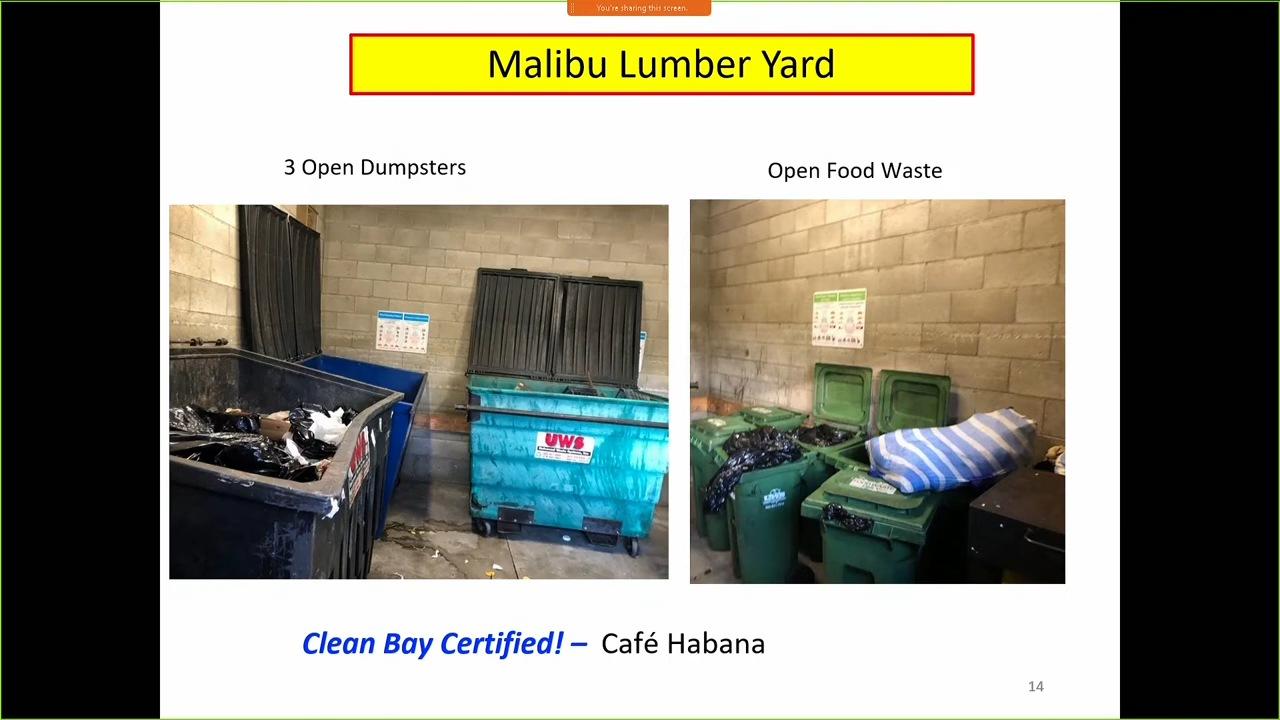 You're sharing this screen.
Malibu Lumber Yard
3 Open Dumpsters
Open Food Waste
UWS
Clean Bay Certified! – Café Habana
14